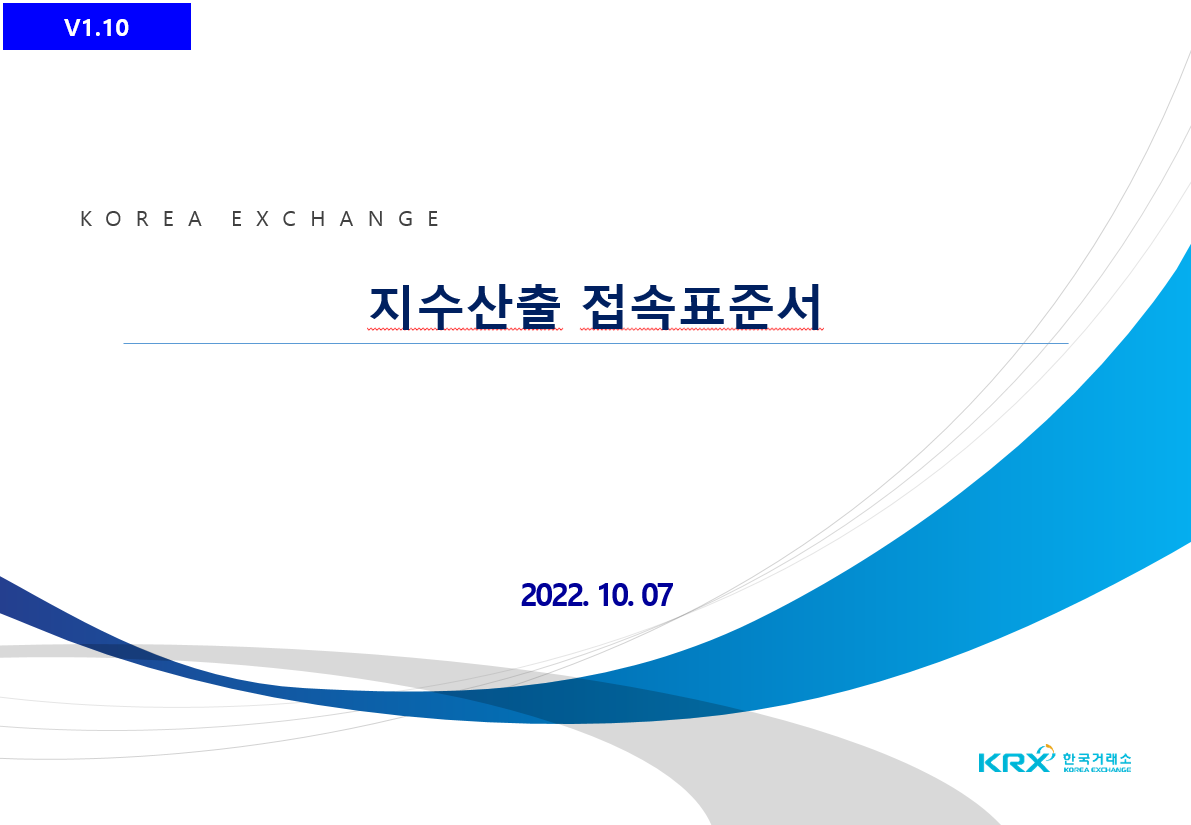 V1.10
KOREA EXCHANGE
지수산출 접속표준서
2022. 10. 07
KRX 한국거래소
KOREA EXCHANGE